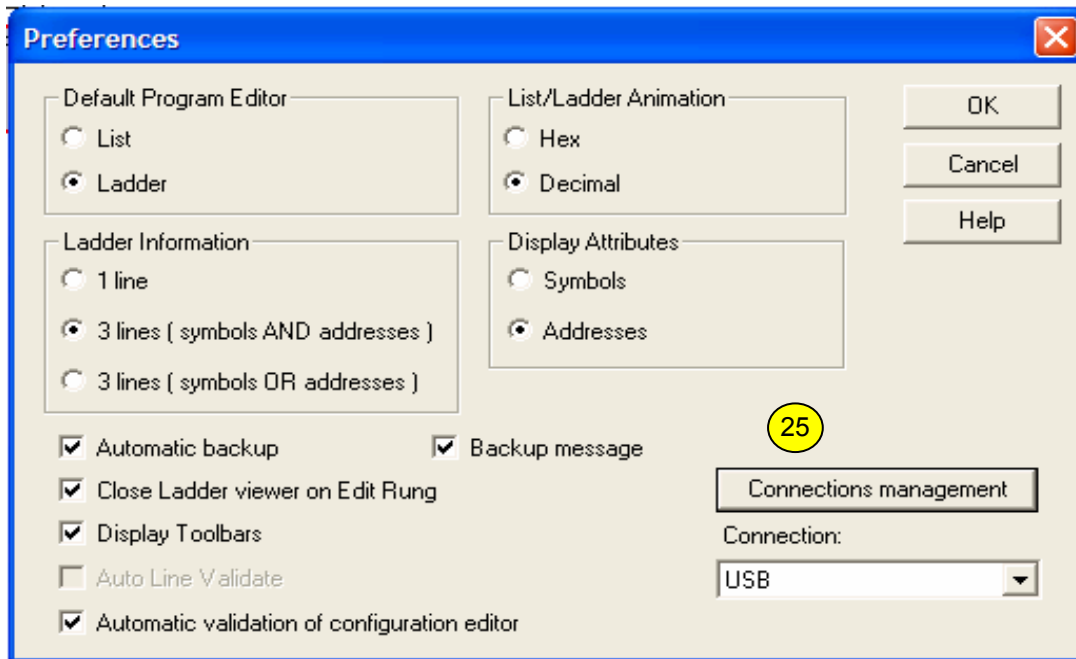 Preferences
Default Program Editor
List
Ladder
List/Ladder Animation
Hex
Decimal
OK
Cancel
Help
Ladder Information
1 line
3 lines ( symbols AND addresses )
3 lines ( symbols OR addresses )
Display Attributes
Symbols
Addresses
25
Automatic backup
Backup message
Close Ladder viewer on Edit Rung
Display Toolbars
Auto Line Validate
Automatic validation of configuration editor
Connections management
Connection:
USB